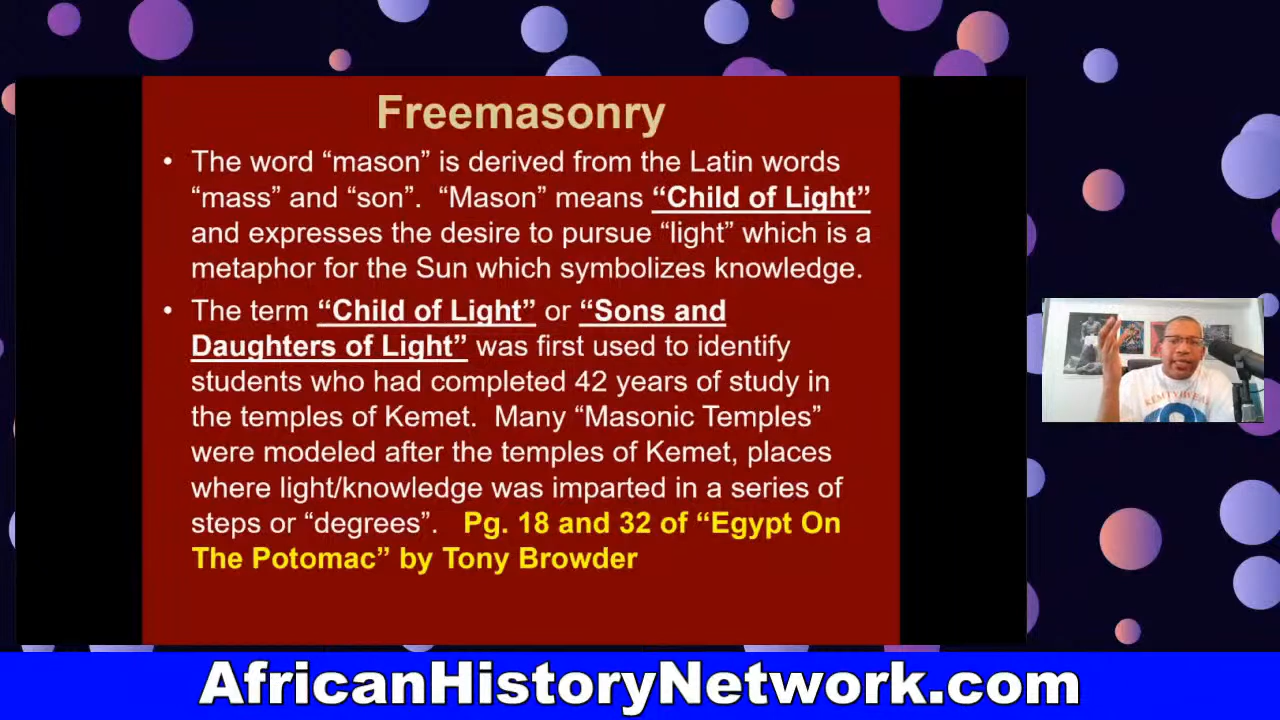 Freemasonry
• The word “mason” is derived from the Latin words
“mass” and “son”.  “Mason” means “Child of Light”
and expresses the desire to pursue “light” which is a
metaphor for the Sun which symbolizes knowledge.
• The term “Child of Light” or “Sons and
Daughters of Light” was first used to identify
students who had completed 42 years of study in
the temples of Kemet.  Many “Masonic Temples”
were modeled after the temples of Kemet, places
where light/knowledge was imparted in a series of
steps or “degrees”.   Pg. 18 and 32 of “Egypt On
The Potomac” by Tony Browder
AfricanHistoryNetwork.com